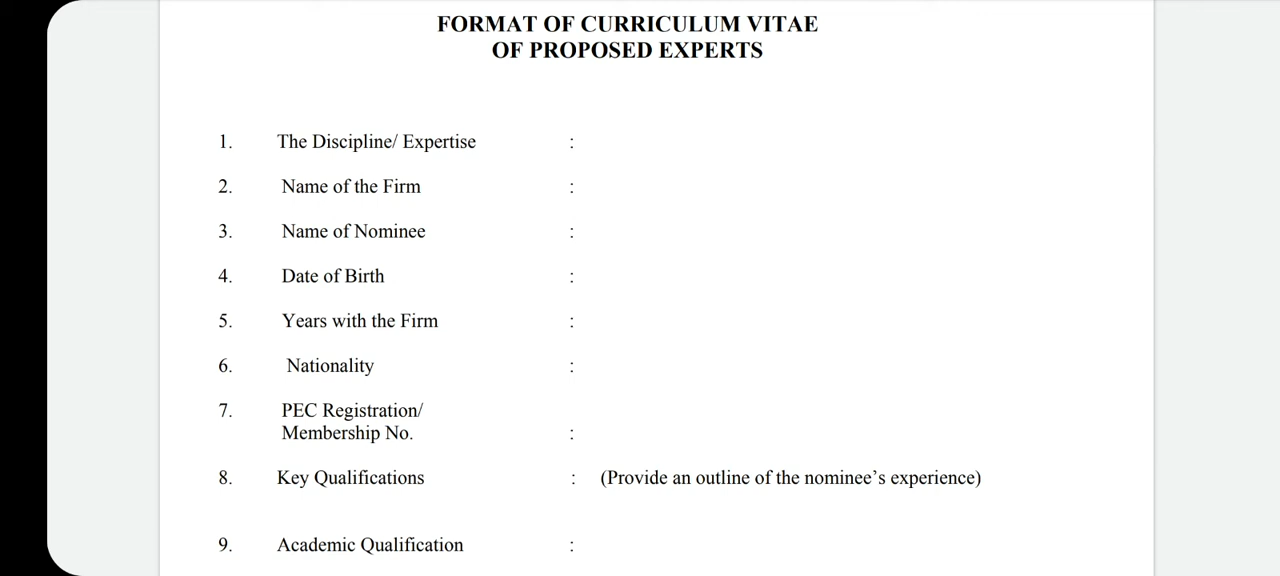 FORMAT OF CURRICULUM VITAE
OF PROPOSED EXPERTS
1. The Discipline/ Expertise :
2. Name of the Firm :
3. Name of Nominee :
4. Date of Birth :
5. Years with the Firm :
6. Nationality :
7. PEC Registration/
Membership No. :
8. Key Qualifications : (Provide an outline of the nominee’s experience)
9. Academic Qualification :